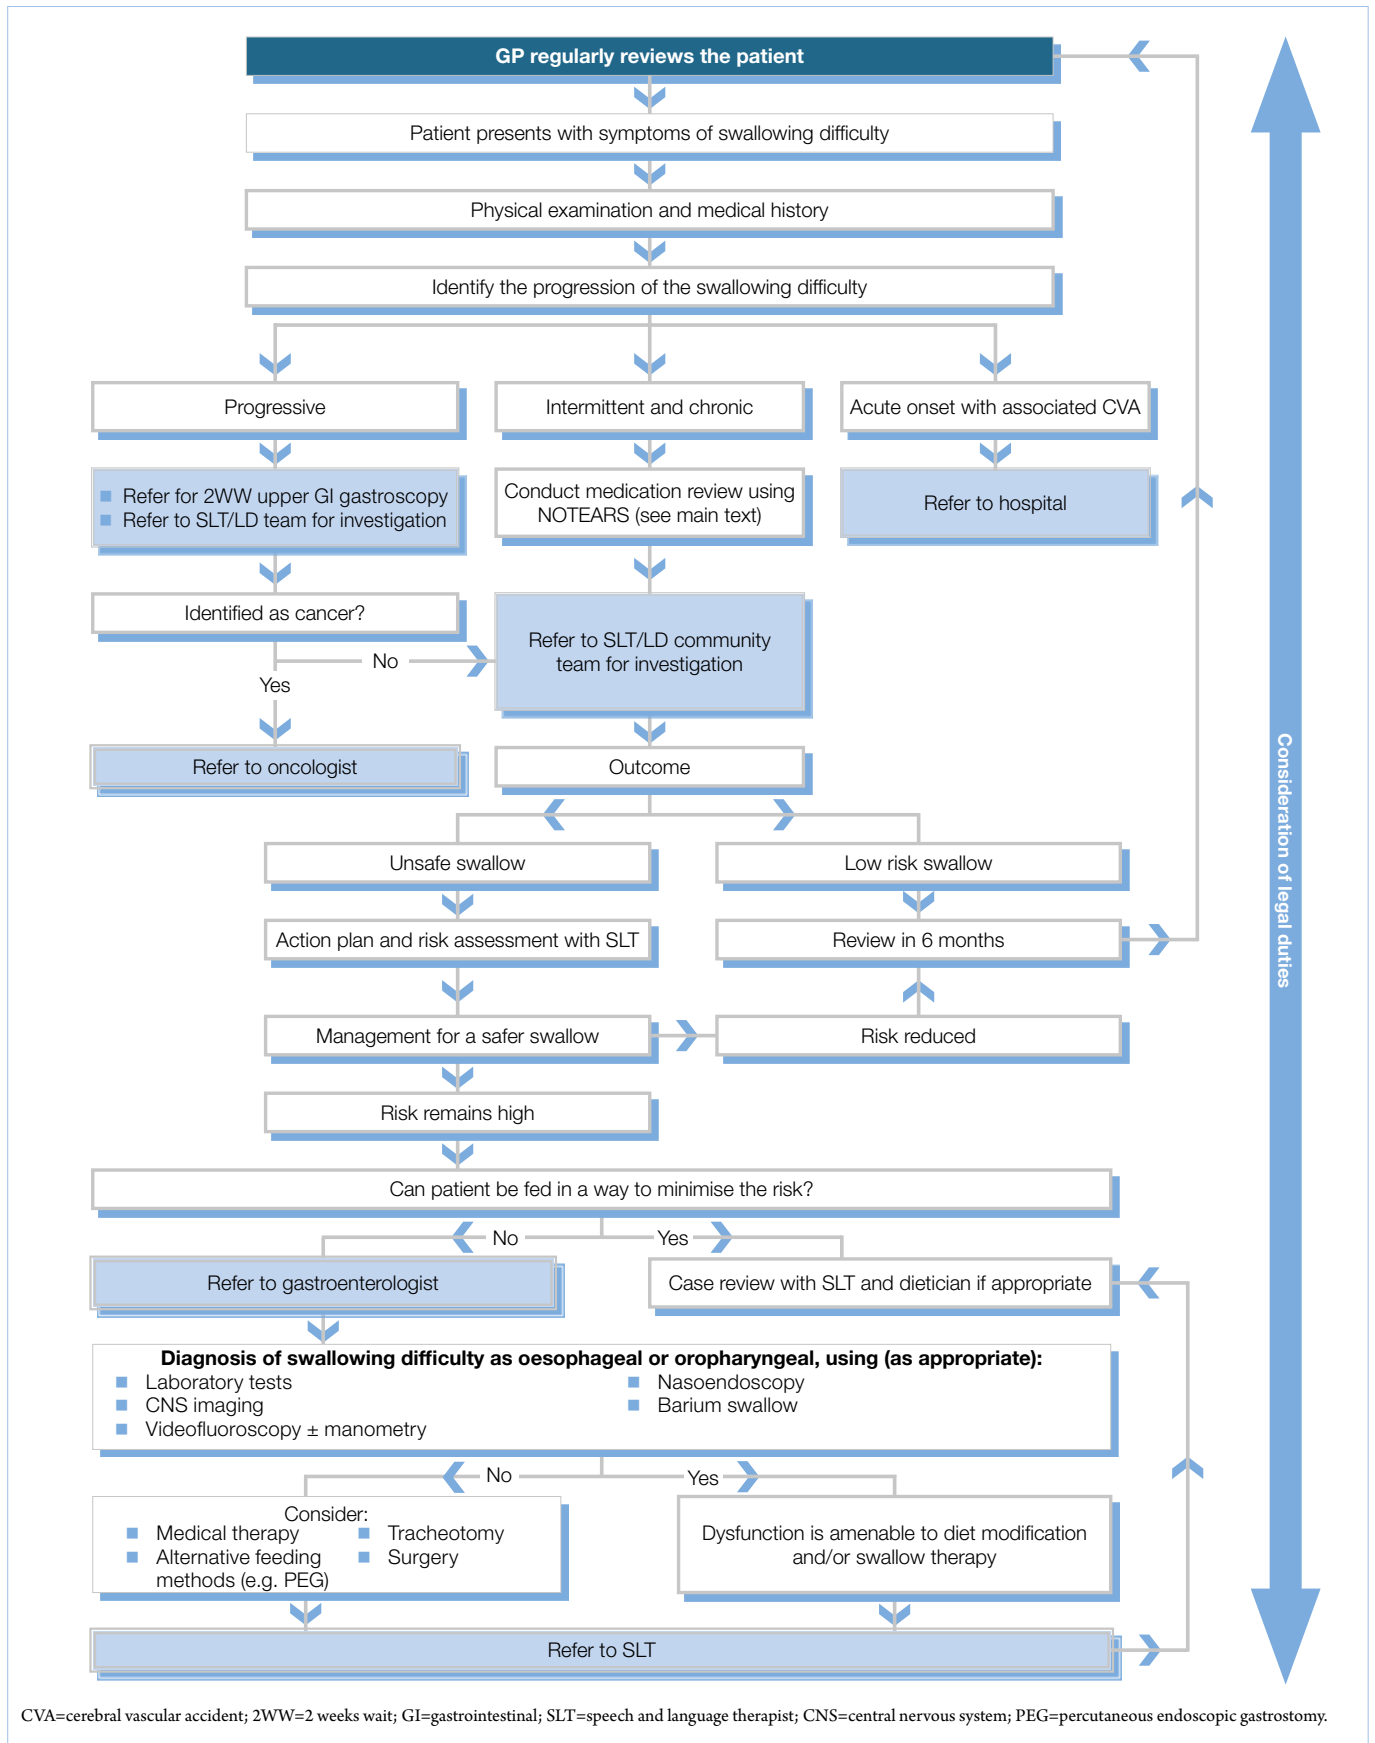 GP regularly reviews the patient
Patient presents with symptoms of swallowing difficulty
Physical examination and medical history
Identify the progression of the swallowing difficulty
Progressive
Intermittent and chronic
Acute onset with associated CVA
Refer for 2WW upper GI gastroscopy
Refer to SLT/LD team for investigation
Conduct medication review using
NOTEARS (see main text)
Refer to hospital
Identified as cancer?
No
Yes
Refer to SLT/LD community
team for investigation
Refer to oncologist
Outcome
Unsafe swallow
Low risk swallow
Action plan and risk assessment with SLT
Review in 6 months
Management for a safer swallow
Risk reduced
Risk remains high
Can patient be fed in a way to minimise the risk?
No
Yes
Refer to gastroenterologist
Case review with SLT and dietician if appropriate
Diagnosis of swallowing difficulty as oesophageal or oropharyngeal, using (as appropriate):
Laboratory tests
CNS imaging
Videofluoroscopy ± manometry
Nasoendoscopy
Barium swallow
No
Yes
Consider:
Medical therapy
Alternative feeding
methods (e.g. PEG)
Tracheotomy
Surgery
Dysfunction is amenable to diet modification
and/or swallow therapy
Refer to SLT
Consideration of legal duties
CVA=cerebral vascular accident; 2WW=2 weeks wait; GI=gastrointestinal; SLT=speech and language therapist; CNS=central nervous system; PEG=percutaneous endoscopic gastrostomy.